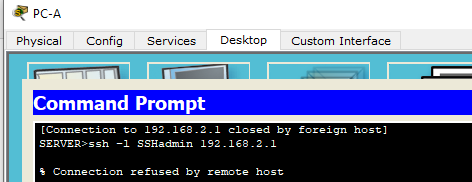 PC-A
Physical Config Services Desktop Custom Interface
Command Prompt
[Connection to 192.168.2.1 closed by foreign host]
SERVER>ssh -l SSHadmin 192.168.2.1
% Connection refused by remote host